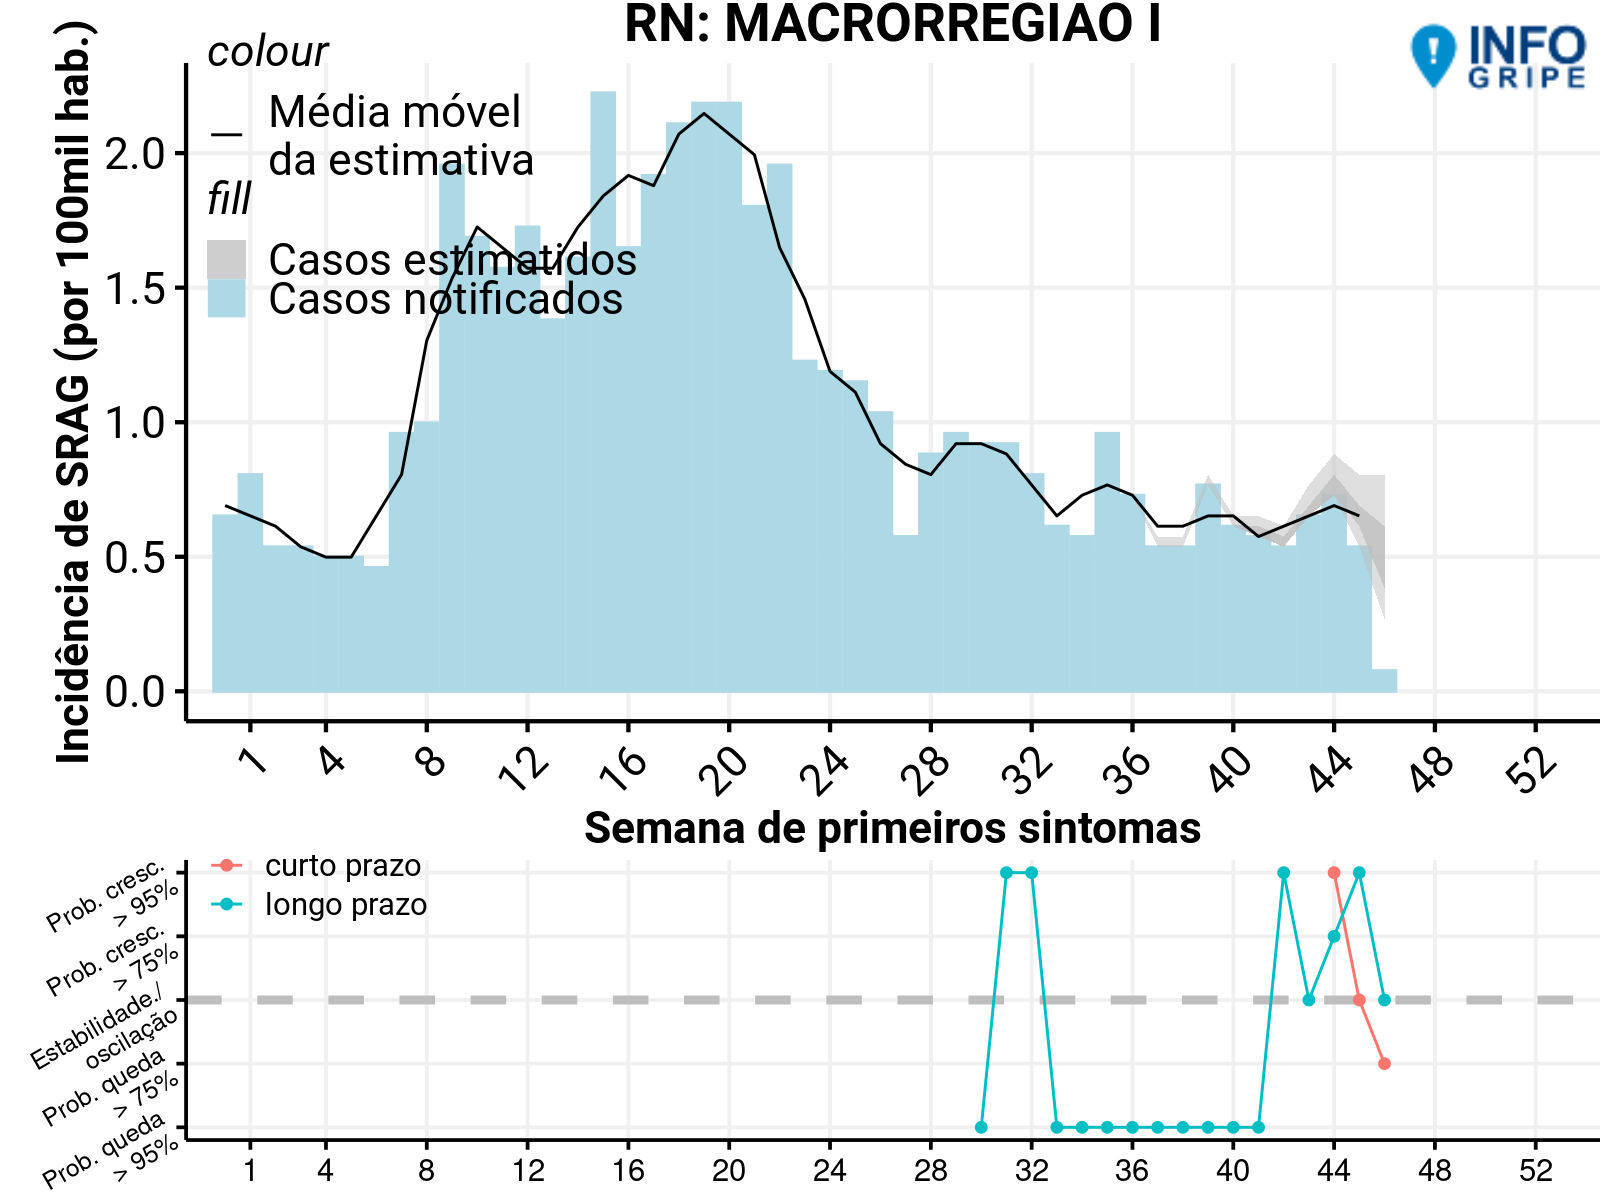 RN: MACRORREGIAO I
INFO
GRIPE
Incidência de SRAG (por 100mil hab.)
colour
Média móvel
da estimativa
fill
Casos estimatidos
Casos notificados
2.0
1.5
1.0
0.5
0.0
1 4 8 12 16 20 24 28 32 36 40 44 48 52
Semana de primeiros sintomas
curto prazo
longo prazo
Prob. cresc.
> 95%
Prob. cresc.
> 75%
Estabilidade./
oscilação
Prob. queda
> 75%
Prob. queda
> 95%
1 4 8 12 16 20 24 28 32 36 40 44 48 52